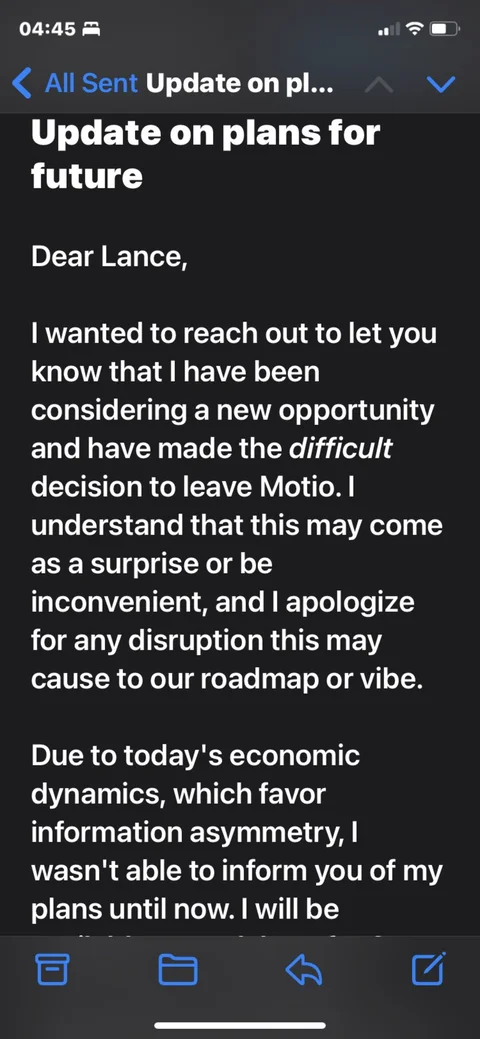 04:45
All Sent Update on pl...
Update on plans for
future
Dear Lance,
I wanted to reach out to let you
know that I have been
considering a new opportunity
and have made the difficult
decision to leave Motio. I
understand that this may come
as a surprise or be
inconvenient, and I apologize
for any disruption this may
cause to our roadmap or vibe.
Due to today's economic
dynamics, which favor
information asymmetry, I
wasn't able to inform you of my
plans until now. I will be